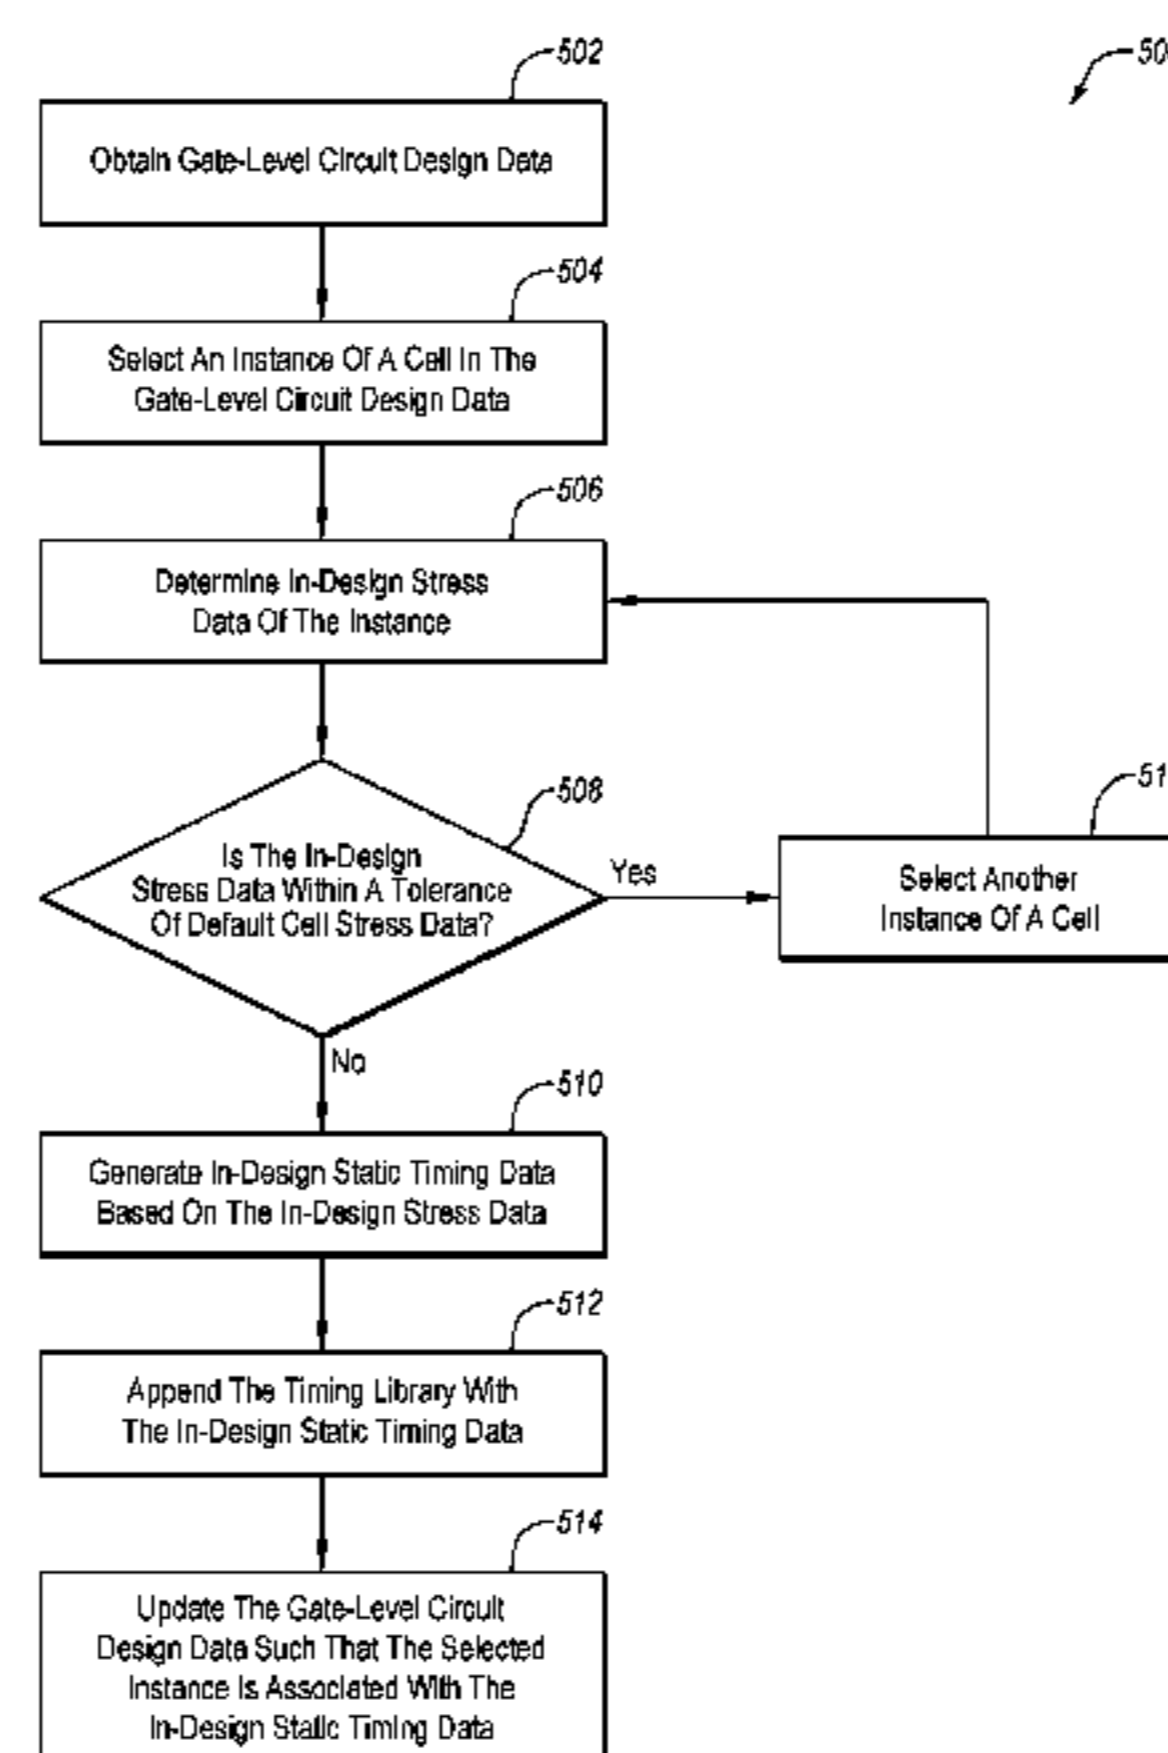 502
50
Obtain Gate-Level Circuit Design Data
504
Select An Instance Of A Cell In The
Gate-Level Circuit Design Data
506
Determine In-Design Stress
Data Of The Instance
508
Is The In-Design
Stress Data Within A Tolerance
Of Default Cell Stress Data?
Yes
51
Select Another
Instance Of A Cell
No
510
Generate In-Design Static Timing Data
Based On The In-Design Stress Data
512
Append The Timing Library With
The In-Design Static Timing Data
514
Update The Gate-Level Circuit
Design Data Such That The Selected
Instance Is Associated With The
In-Design Static Timing Data